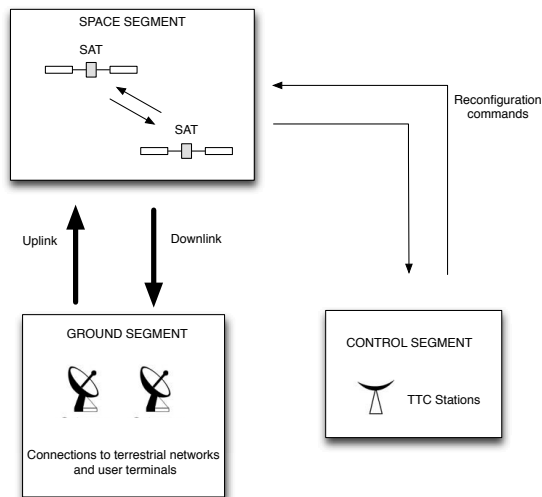 SPACE SEGMENT
SAT
SAT
Reconfiguration
commands
Uplink
Downlink
GROUND SEGMENT
Connections to terrestrial networks
and user terminals
CONTROL SEGMENT
TTC Stations